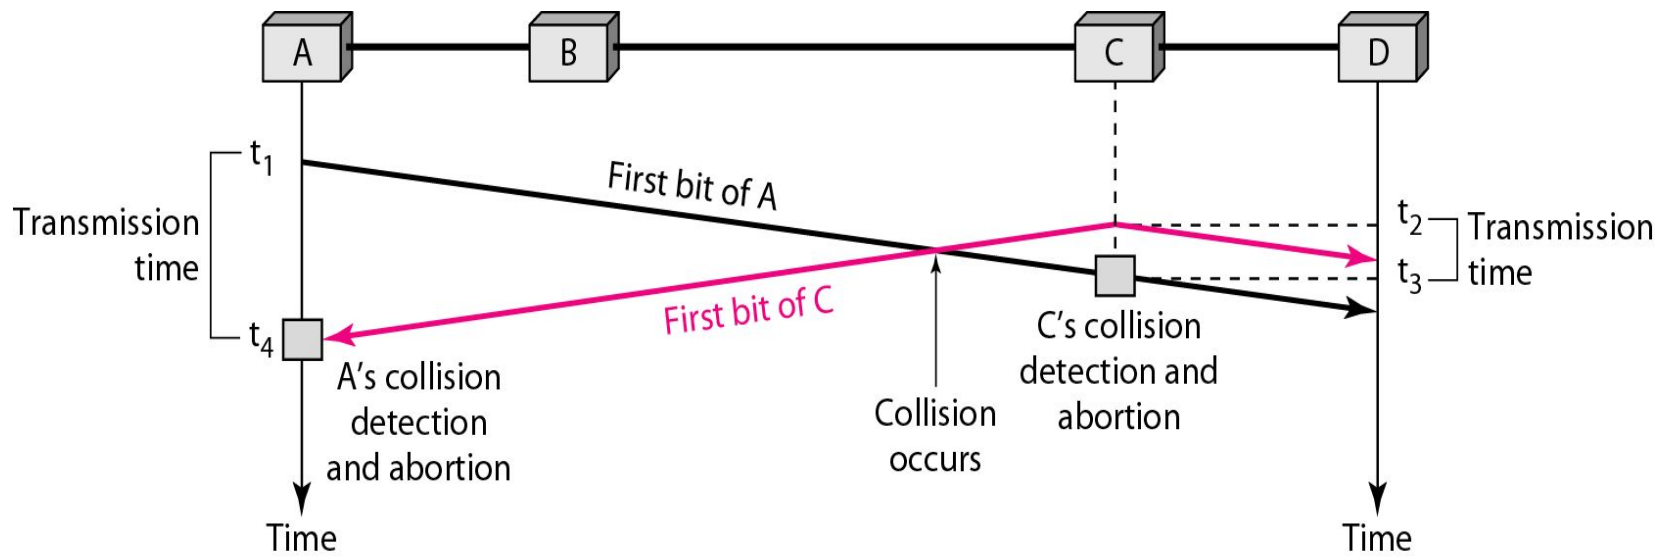 A
B
C
D
t1
First bit of A
t2
Transmission
time
Transmission
time
t3
First bit of C
t4
C’s collision
detection and
abortion
A’s collision
detection
and abortion
Collision
occurs
Time
Time